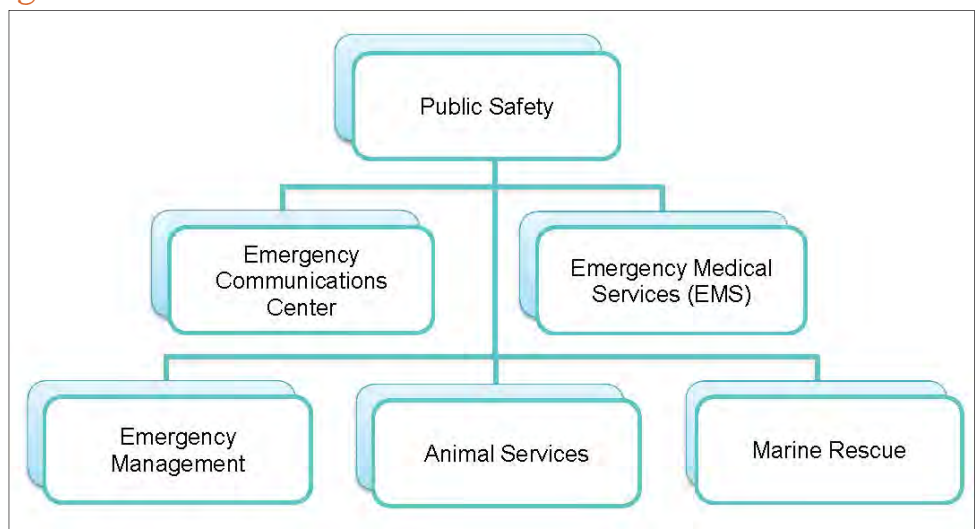 Public Safety
Emergency
Communications
Center
Emergency Medical
Services (EMS)
Emergency
Management
Animal Services
Marine Rescue